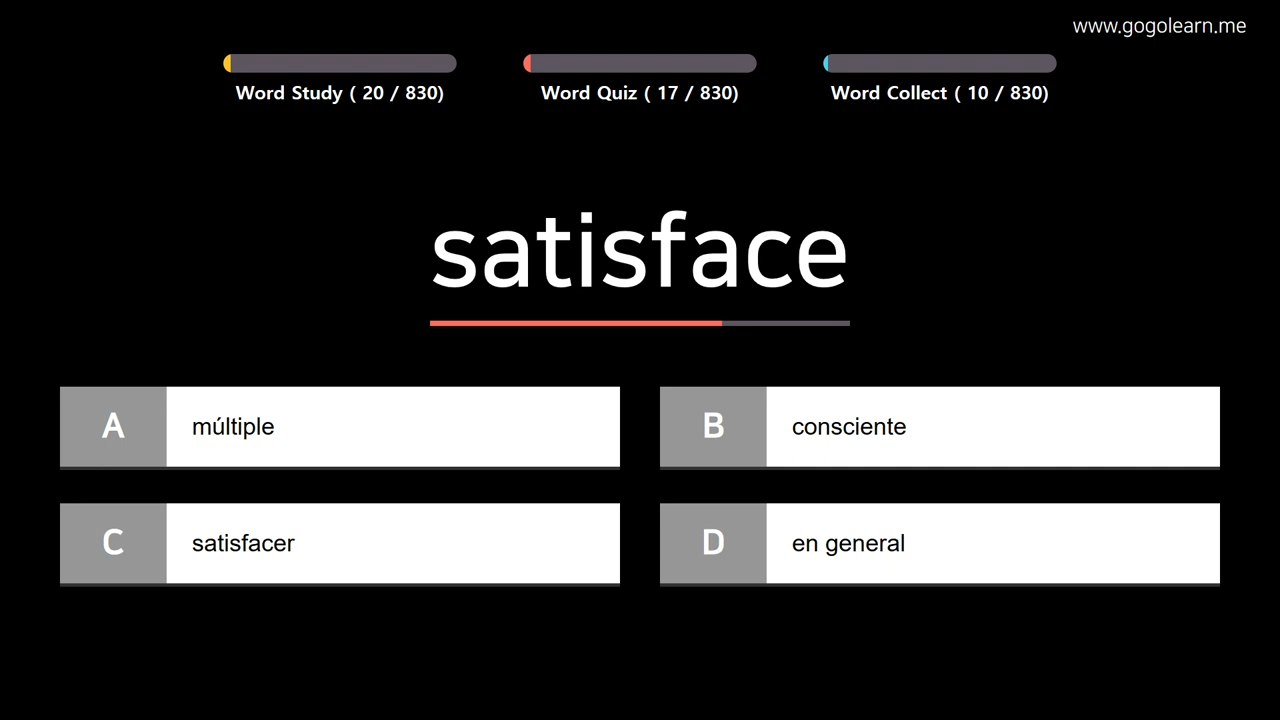 www.gogolearn.me
Word Study ( 20 / 830)
Word Quiz ( 17 / 830)
Word Collect ( 10 / 830)
satisface
A múltiple
B consciente
C satisfacer
D en general